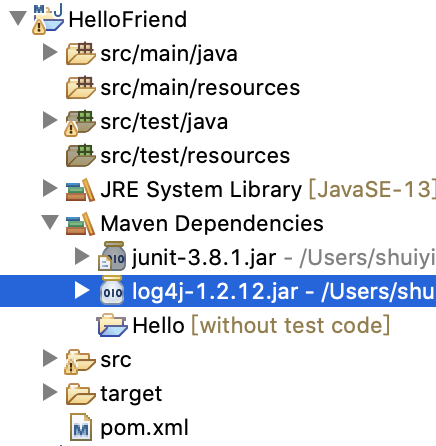 HelloFriend
src/main/java
src/main/resources
src/test/java
src/test/resources
JRE System Library [JavaSE-13]
Maven Dependencies
junit-3.8.1.jar - /Users/shuiyi
log4j-1.2.12.jar - /Users/shu
Hello [without test code]
src
target
pom.xml